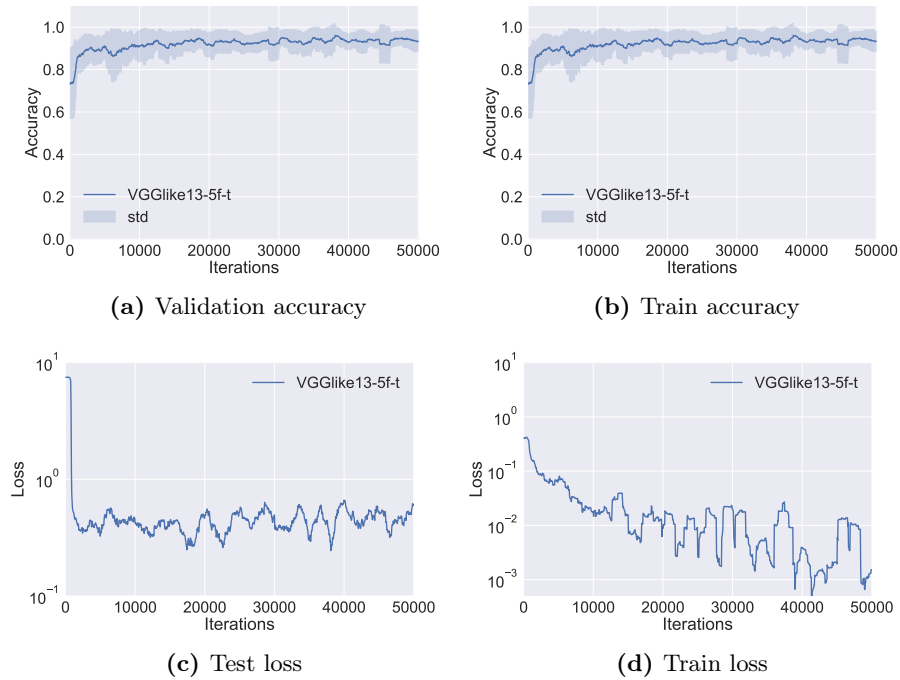 1.0
0.8
0.6
0.4
0.2
0.0
Accuracy
VGGlike13-5f-t
std
0 10000 20000 30000 40000 50000
Iterations
(a) Validation accuracy
1.0
0.8
0.6
0.4
0.2
0.0
Accuracy
VGGlike13-5f-t
std
0 10000 20000 30000 40000 50000
Iterations
(b) Train accuracy
10^1
10^0
10^-1
Loss
VGGlike13-5f-t
0 10000 20000 30000 40000 50000
Iterations
(c) Test loss
10^1
10^0
10^-1
10^-2
10^-3
Loss
VGGlike13-5f-t
0 10000 20000 30000 40000 50000
Iterations
(d) Train loss